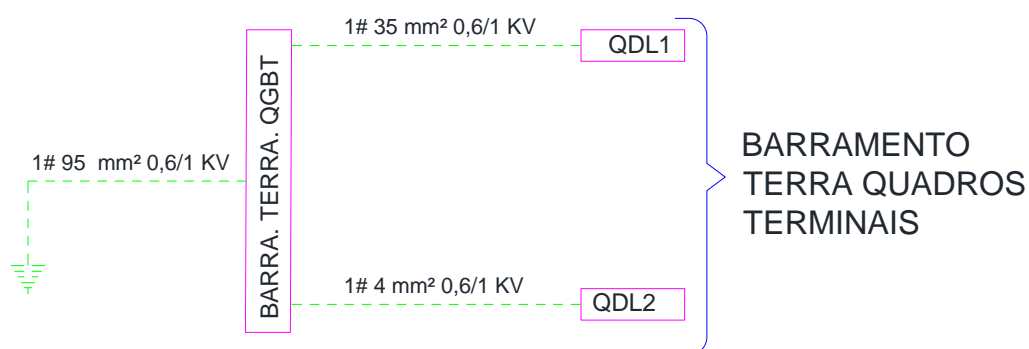 1# 35 mm² 0,6/1 KV
QDL1
BARRA. TERRA. QGBT
1# 95 mm² 0,6/1 KV
BARRAMENTO
TERRA QUADROS
TERMINAIS
1# 4 mm² 0,6/1 KV
QDL2